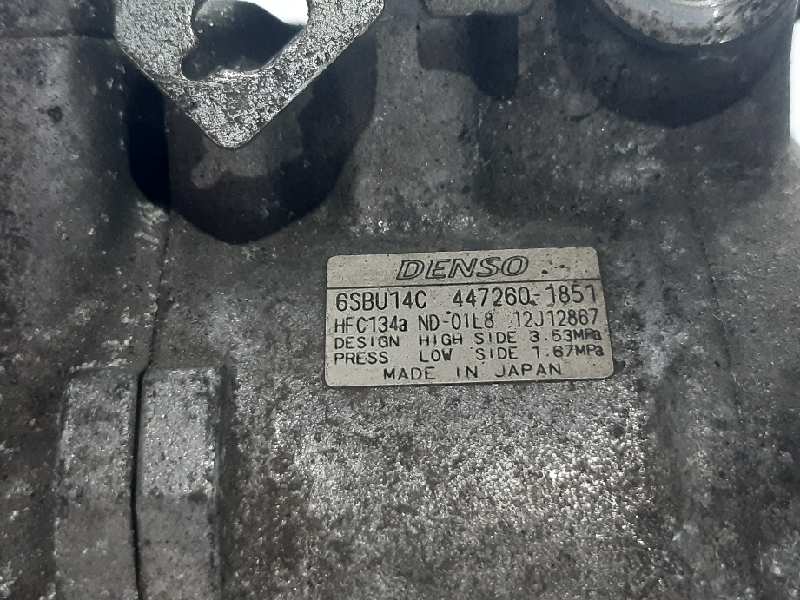 DENSO
6SBU14C 447260-1851
HFC134a ND-01L8 12J12867
DESIGN HIGH SIDE 3.53MPa
PRESS LOW SIDE 1.67MPa
MADE IN JAPAN